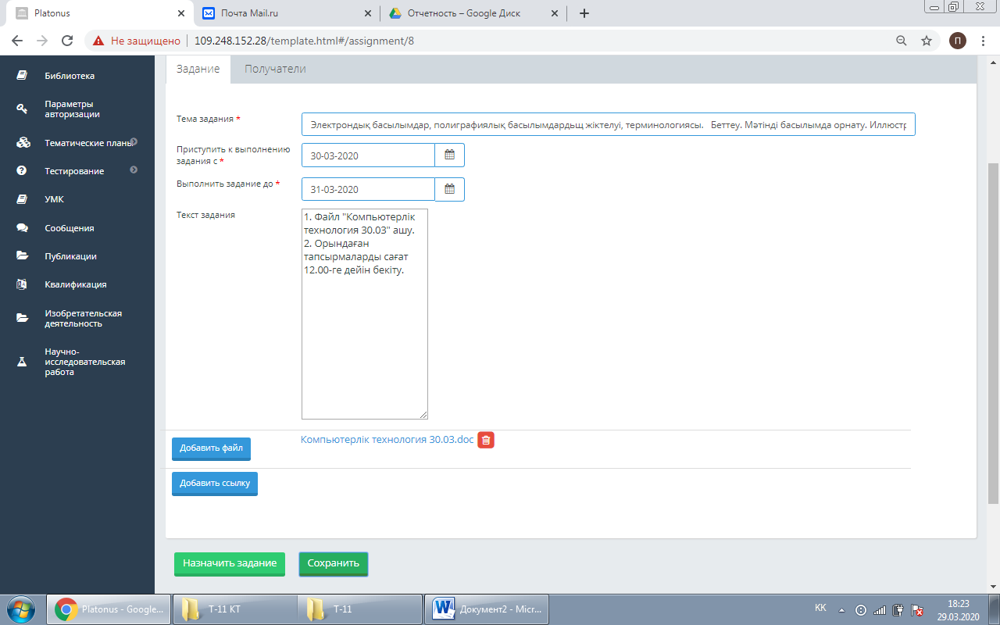 Platonus
Почта Mail.ru
Отчетность – Google Диск
Не защищено
109.248.152.28/template.html#/assignment/8
П
Библиотека
Параметры
авторизации
Тематические планы
Тестирование
УМК
Сообщения
Публикации
Квалификация
Изобретательская
деятельность
Научно-
исследовательская
работа
Задание
Получатели
Тема задания *
Электрондық басылымдар, полиграфиялық басылымдардыщ жіктелуі, терминологиясы. Беттеу. Мәтінді басылымда орнату. Иллюстр
Приступить к выполнению
задания с *
30-03-2020
Выполнить задание до *
31-03-2020
Текст задания
1. Файл "Компьютерлік
технология 30.03" ашу.
2. Орындаған
тапсырмаларды сағат
12.00-ге дейін бекіту.
Добавить файл
Компьютерлік технология 30.03.doc
Добавить ссылку
Назначить задание
Сохранить
Platonus - Google...
Т-11 КТ
Т-11
Документ2 - Micr...
KK
18:23
29.03.2020